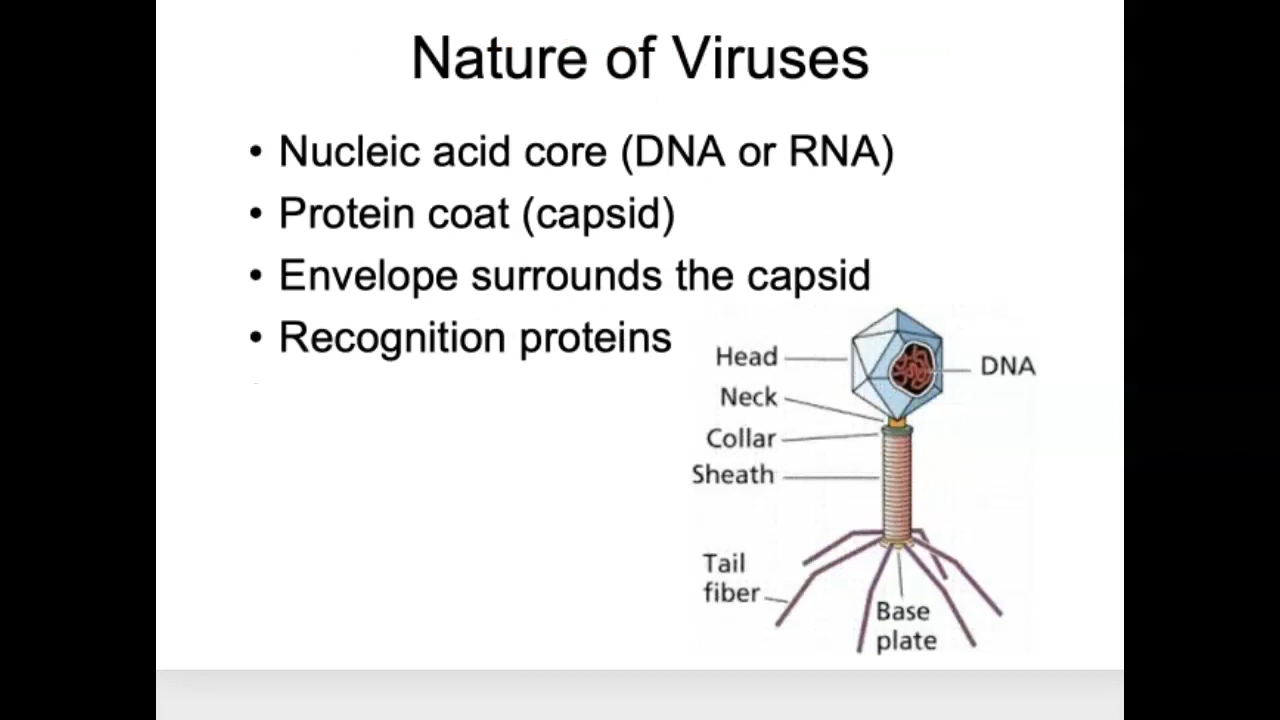 Nature of Viruses
• Nucleic acid core (DNA or RNA)
• Protein coat (capsid)
• Envelope surrounds the capsid
• Recognition proteins
Head
DNA
Neck
Collar
Sheath
Tail
fiber
Base
plate